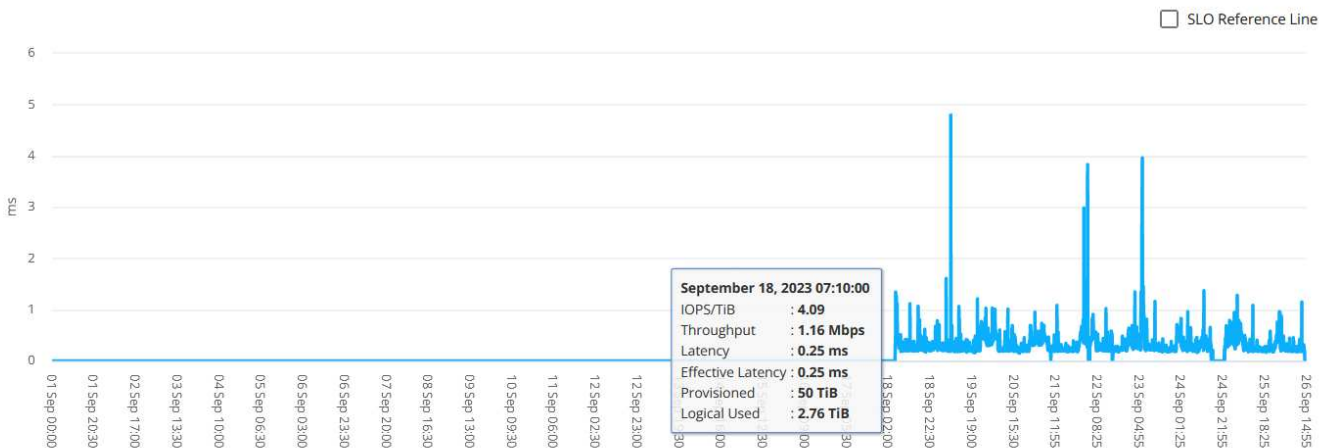 SLO Reference Line
6
5
4
3
2
1
0
ms
September 18, 2023 07:10:00
IOPS/TiB : 4.09
Throughput : 1.16 Mbps
Latency : 0.25 ms
Effective Latency : 0.25 ms
Provisioned : 50 TiB
Logical Used : 2.76 TiB
01 Sep 00:00
01 Sep 20:30
02 Sep 17:00
03 Sep 13:30
04 Sep 10:00
05 Sep 06:30
06 Sep 03:00
06 Sep 23:30
07 Sep 20:00
08 Sep 16:30
09 Sep 13:00
10 Sep 09:30
11 Sep 06:00
12 Sep 02:30
12 Sep 23:00
18 Sep 02:00
18 Sep 22:30
19 Sep 19:00
20 Sep 15:30
21 Sep 11:55
22 Sep 08:25
23 Sep 04:55
24 Sep 01:25
24 Sep 21:55
25 Sep 18:25
26 Sep 14:55